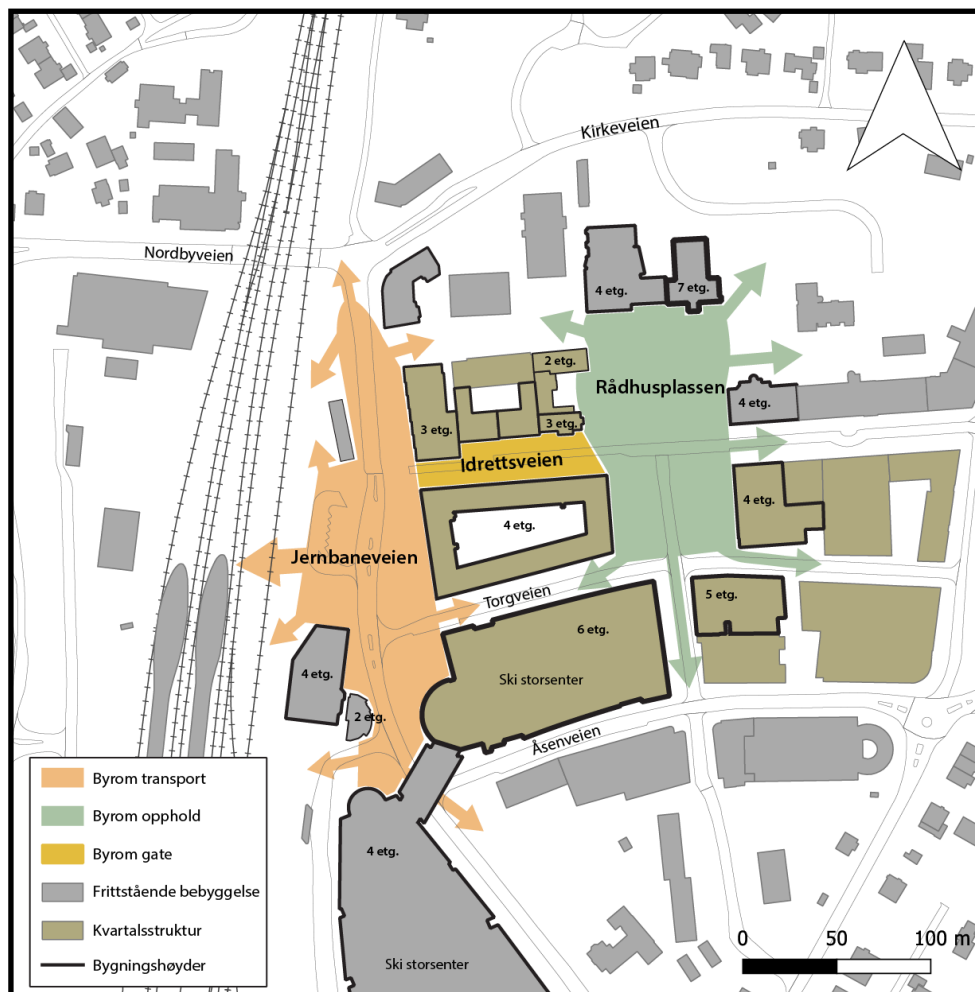 Kirkeveien
Nordbyveien
4 etg.
7 etg.
2 etg.
Rådhusplassen
4 etg.
3 etg.
3 etg.
Idrettsveien
4 etg.
4 etg.
Jernbaneveien
Torgveien
5 etg.
6 etg.
4 etg.
Ski storsenter
2 etg.
Åsenveien
Byrom transport
Byrom opphold
Byrom gate
4 etg.
Frittstående bebyggelse
Kvartalsstruktur
Bygningshøyder
Ski storsenter
0 50 100 m